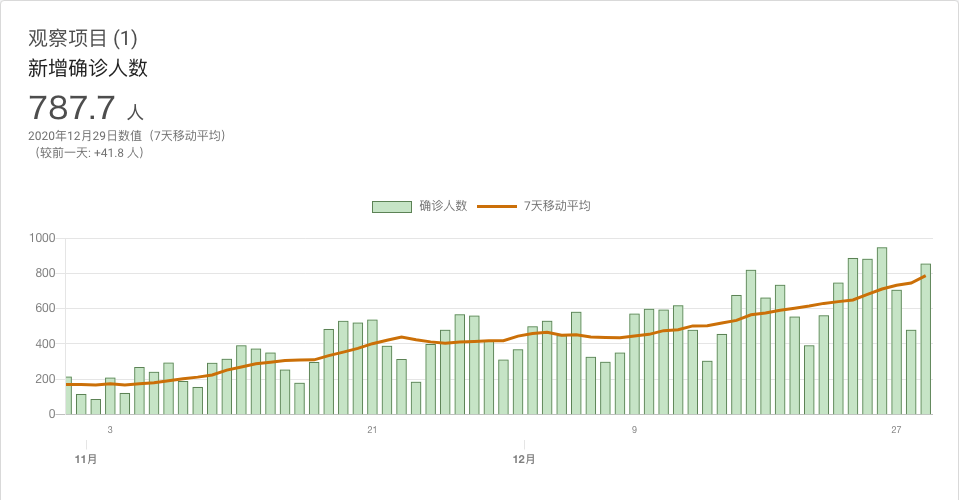 观察项目 (1)
新增确诊人数
787.7 人
2020年12月29日数值（7天移动平均）
（较前一天: +41.8 人）
确诊人数 7天移动平均
1000
800
600
400
200
0
3 21 9 27
11月 12月